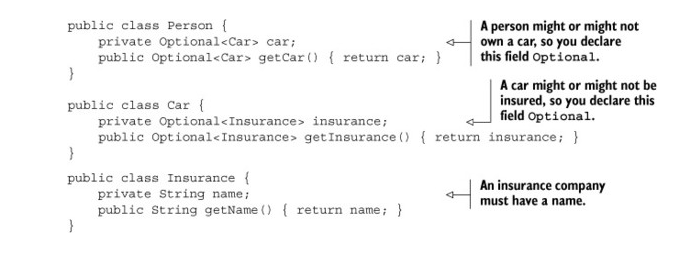 public class Person {
private Optional<Car> car;
public Optional<Car> getCar() { return car; }
}
A person might or might not
own a car, so you declare
this field Optional.
public class Car {
private Optional<Insurance> insurance;
public Optional<Insurance> getInsurance() { return insurance; }
}
A car might or might not be
insured, so you declare this
field Optional.
public class Insurance {
private String name;
public String getName() { return name; }
}
An insurance company
must have a name.